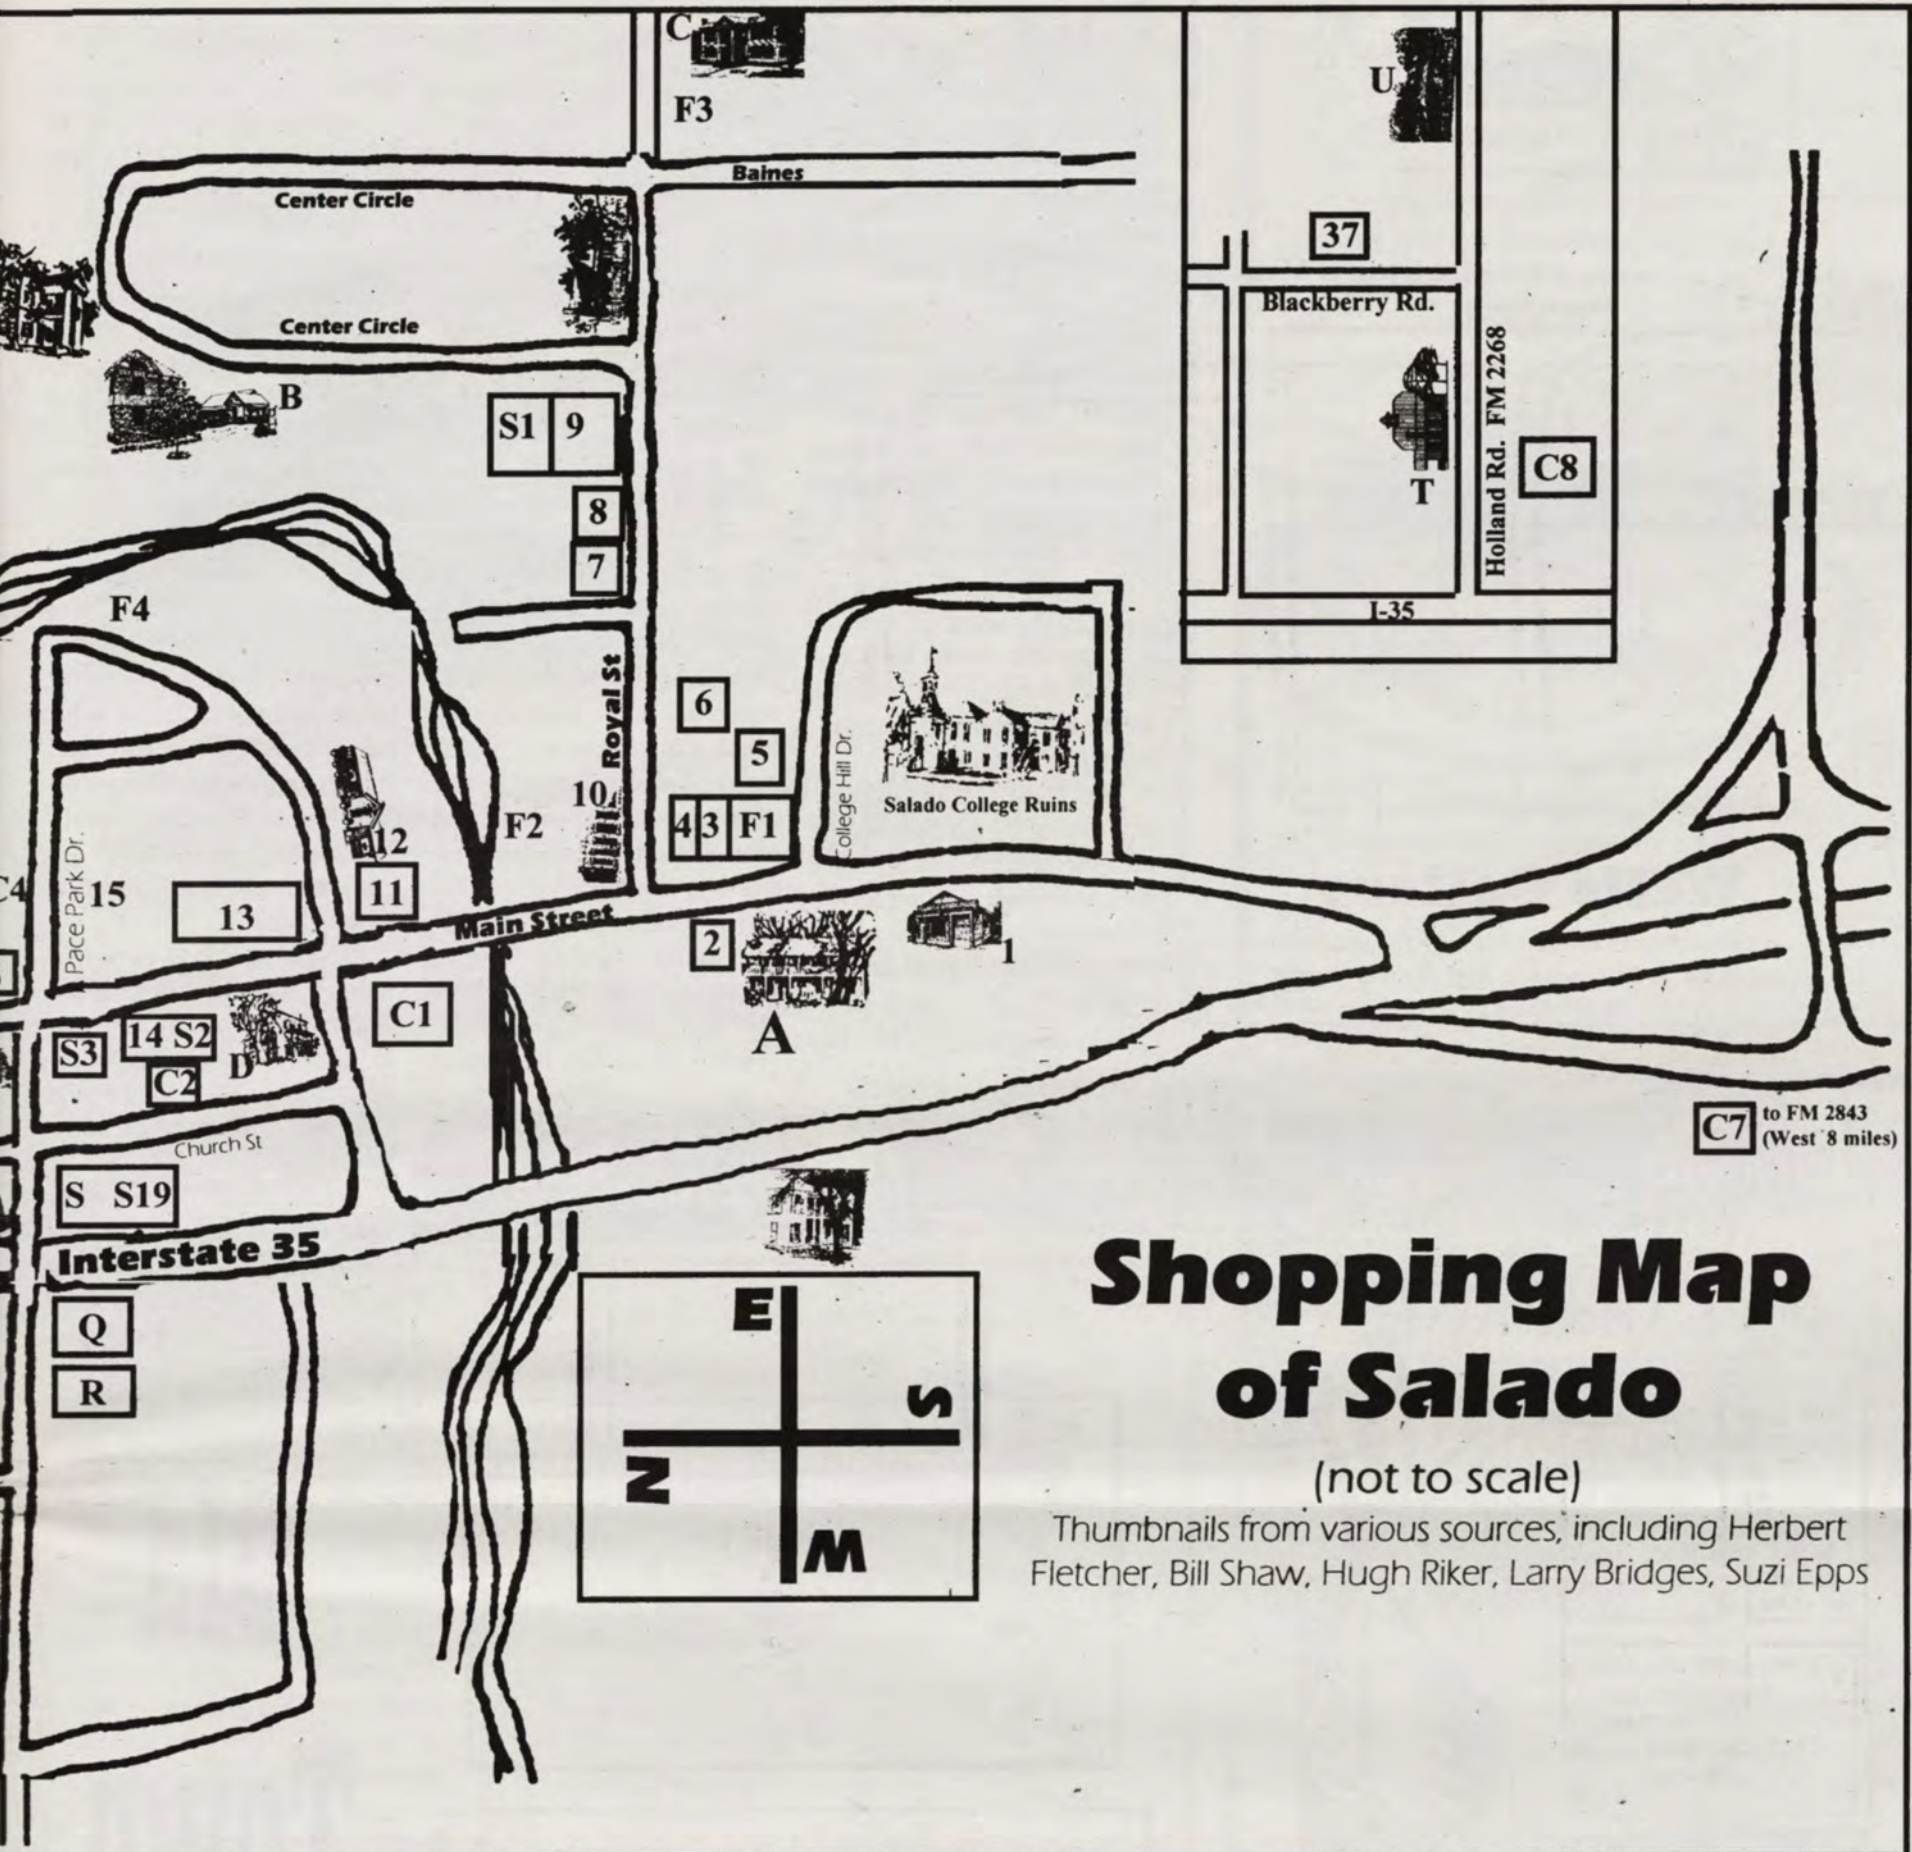 C
F3
U
Baines
Center Circle
37
Blackberry Rd.
Center Circle
B
S1 9
Holland Rd. FM 2268
C8
T
8
7
F4
I-35
Royal St
6
5
College Hill Dr.
Salado College Ruins
10
4 3 F1
F2
12
11
C4
Pace Park Dr.
15
13
Main Street
2
1
A
C1
14 S2
S3
D
C2
Church St
C7
to FM 2843
(West 8 miles)
S S19
Interstate 35
Q
R
E
S
N
W
Shopping Map
of Salado
(not to scale)
Thumbnails from various sources, including Herbert
Fletcher, Bill Shaw, Hugh Riker, Larry Bridges, Suzi Epps